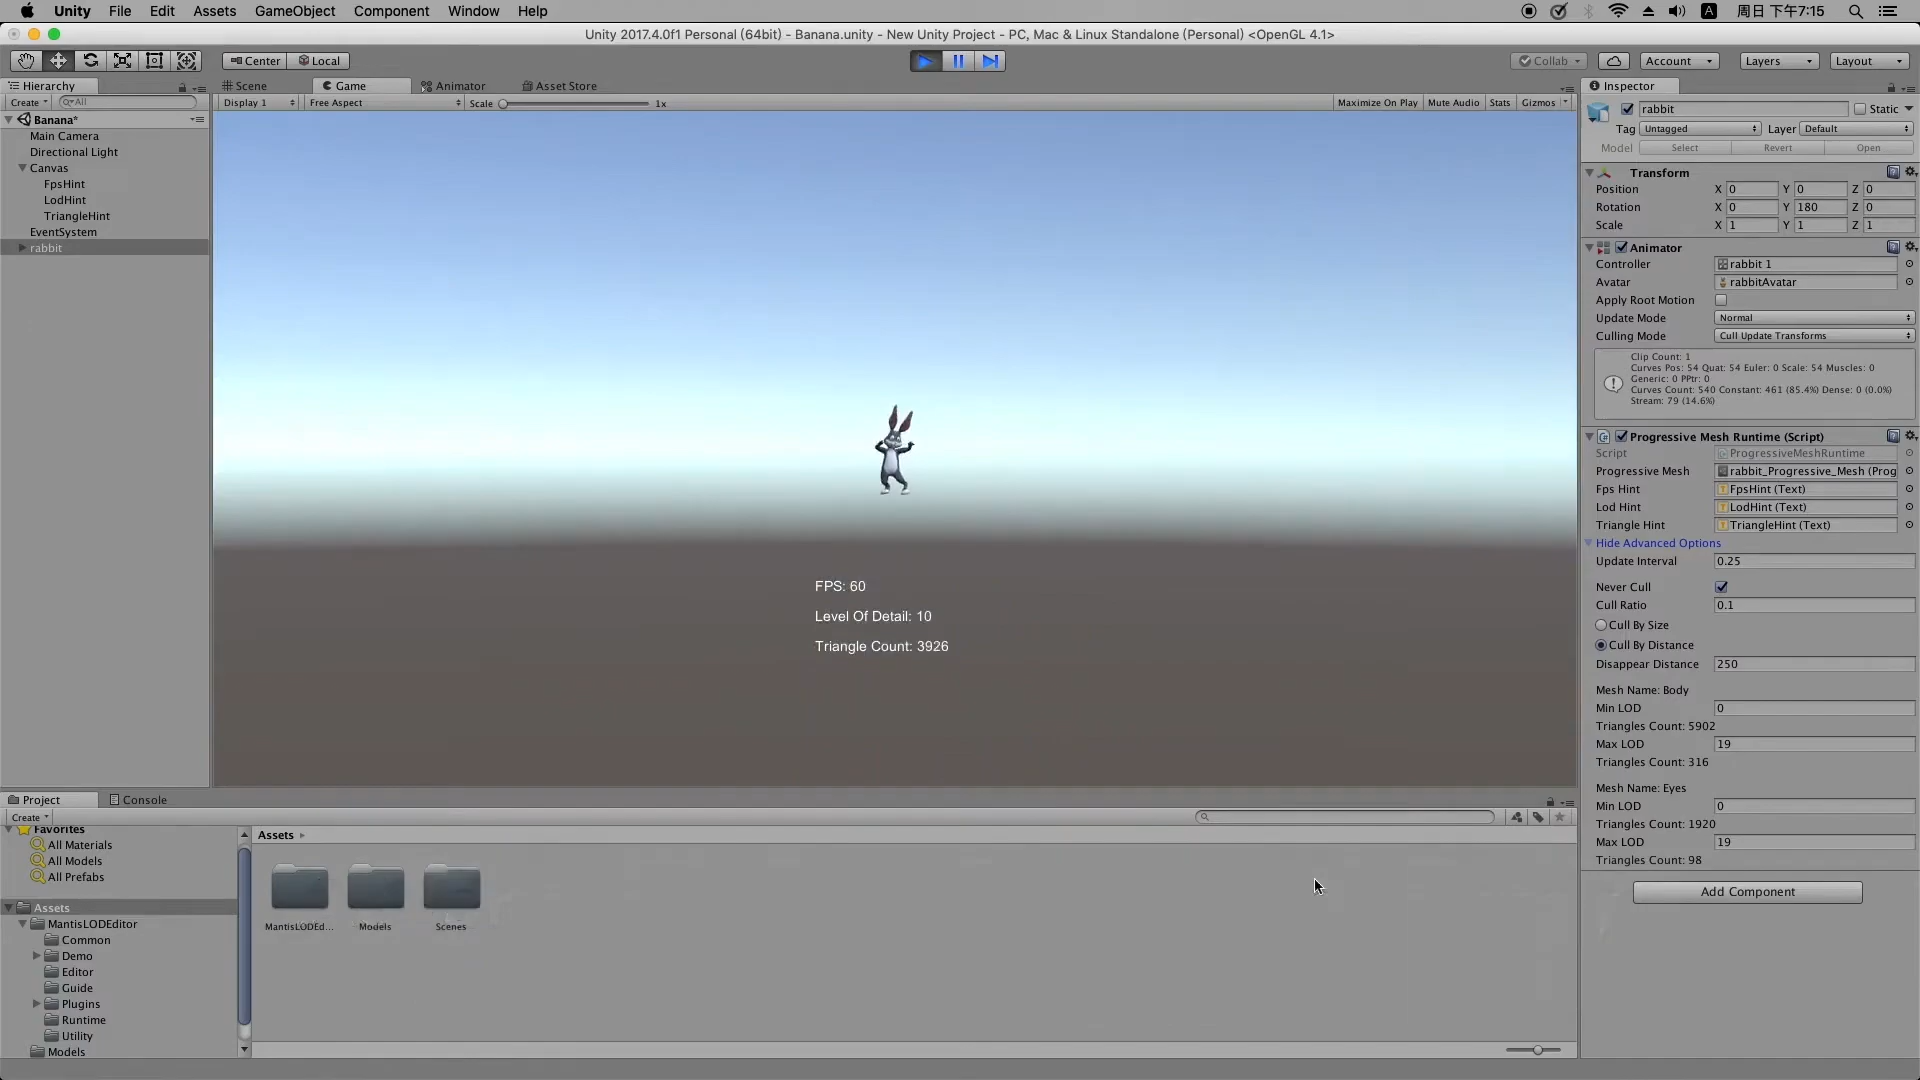 Unity File Edit Assets GameObject Component Window Help A 周日 下午7:15
Unity 2017.4.0f1 Personal (64bit) - Banana.unity - New Unity Project - PC, Mac & Linux Standalone (Personal) <OpenGL 4.1>
Center Local Collab Account Layers Layout
Hierarchy
Create All
Banana*
Main Camera
Directional Light
Canvas
FpsHint
LodHint
TriangleHint
EventSystem
rabbit
Scene Game Animator Asset Store
Display 1 Free Aspect Scale 1x Maximize On Play Mute Audio Stats Gizmos
FPS: 60
Level Of Detail: 10
Triangle Count: 3926
Inspector
rabbit Static
Tag Untagged Layer Default
Model Select Revert Open
Transform
Position X 0 Y 0 Z 0
Rotation X 0 Y 180 Z 0
Scale X 1 Y 1 Z 1
Animator
Controller rabbit 1
Avatar rabbitAvatar
Apply Root Motion
Update Mode Normal
Culling Mode Cull Update Transforms
Clip Count: 1
Curves Pos: 54 Quat: 54 Euler: 0 Scale: 54 Muscles: 0
Generic: 0 PPtr: 0
Curves Count: 540 Constant: 461 (85.4%) Dense: 0 (0.0%)
Stream: 79 (14.6%)
Progressive Mesh Runtime (Script)
Script ProgressiveMeshRuntime
Progressive Mesh rabbit_Progressive_Mesh (Prog
Fps Hint FpsHint (Text)
Lod Hint LodHint (Text)
Triangle Hint TriangleHint (Text)
Hide Advanced Options
Update Interval 0.25
Never Cull
Cull Ratio 0.1
Cull By Size
Cull By Distance
Disappear Distance 250
Mesh Name: Body
Min LOD 0
Triangles Count: 5902
Max LOD 19
Triangles Count: 316
Mesh Name: Eyes
Min LOD 0
Triangles Count: 1920
Max LOD 19
Triangles Count: 98
Add Component
Project Console
Create
Favorites
All Materials
All Models
All Prefabs
Assets
MantisLODEditor
Common
Demo
Editor
Guide
Plugins
Runtime
Utility
Models
Assets
MantisLODEd... Models Scenes